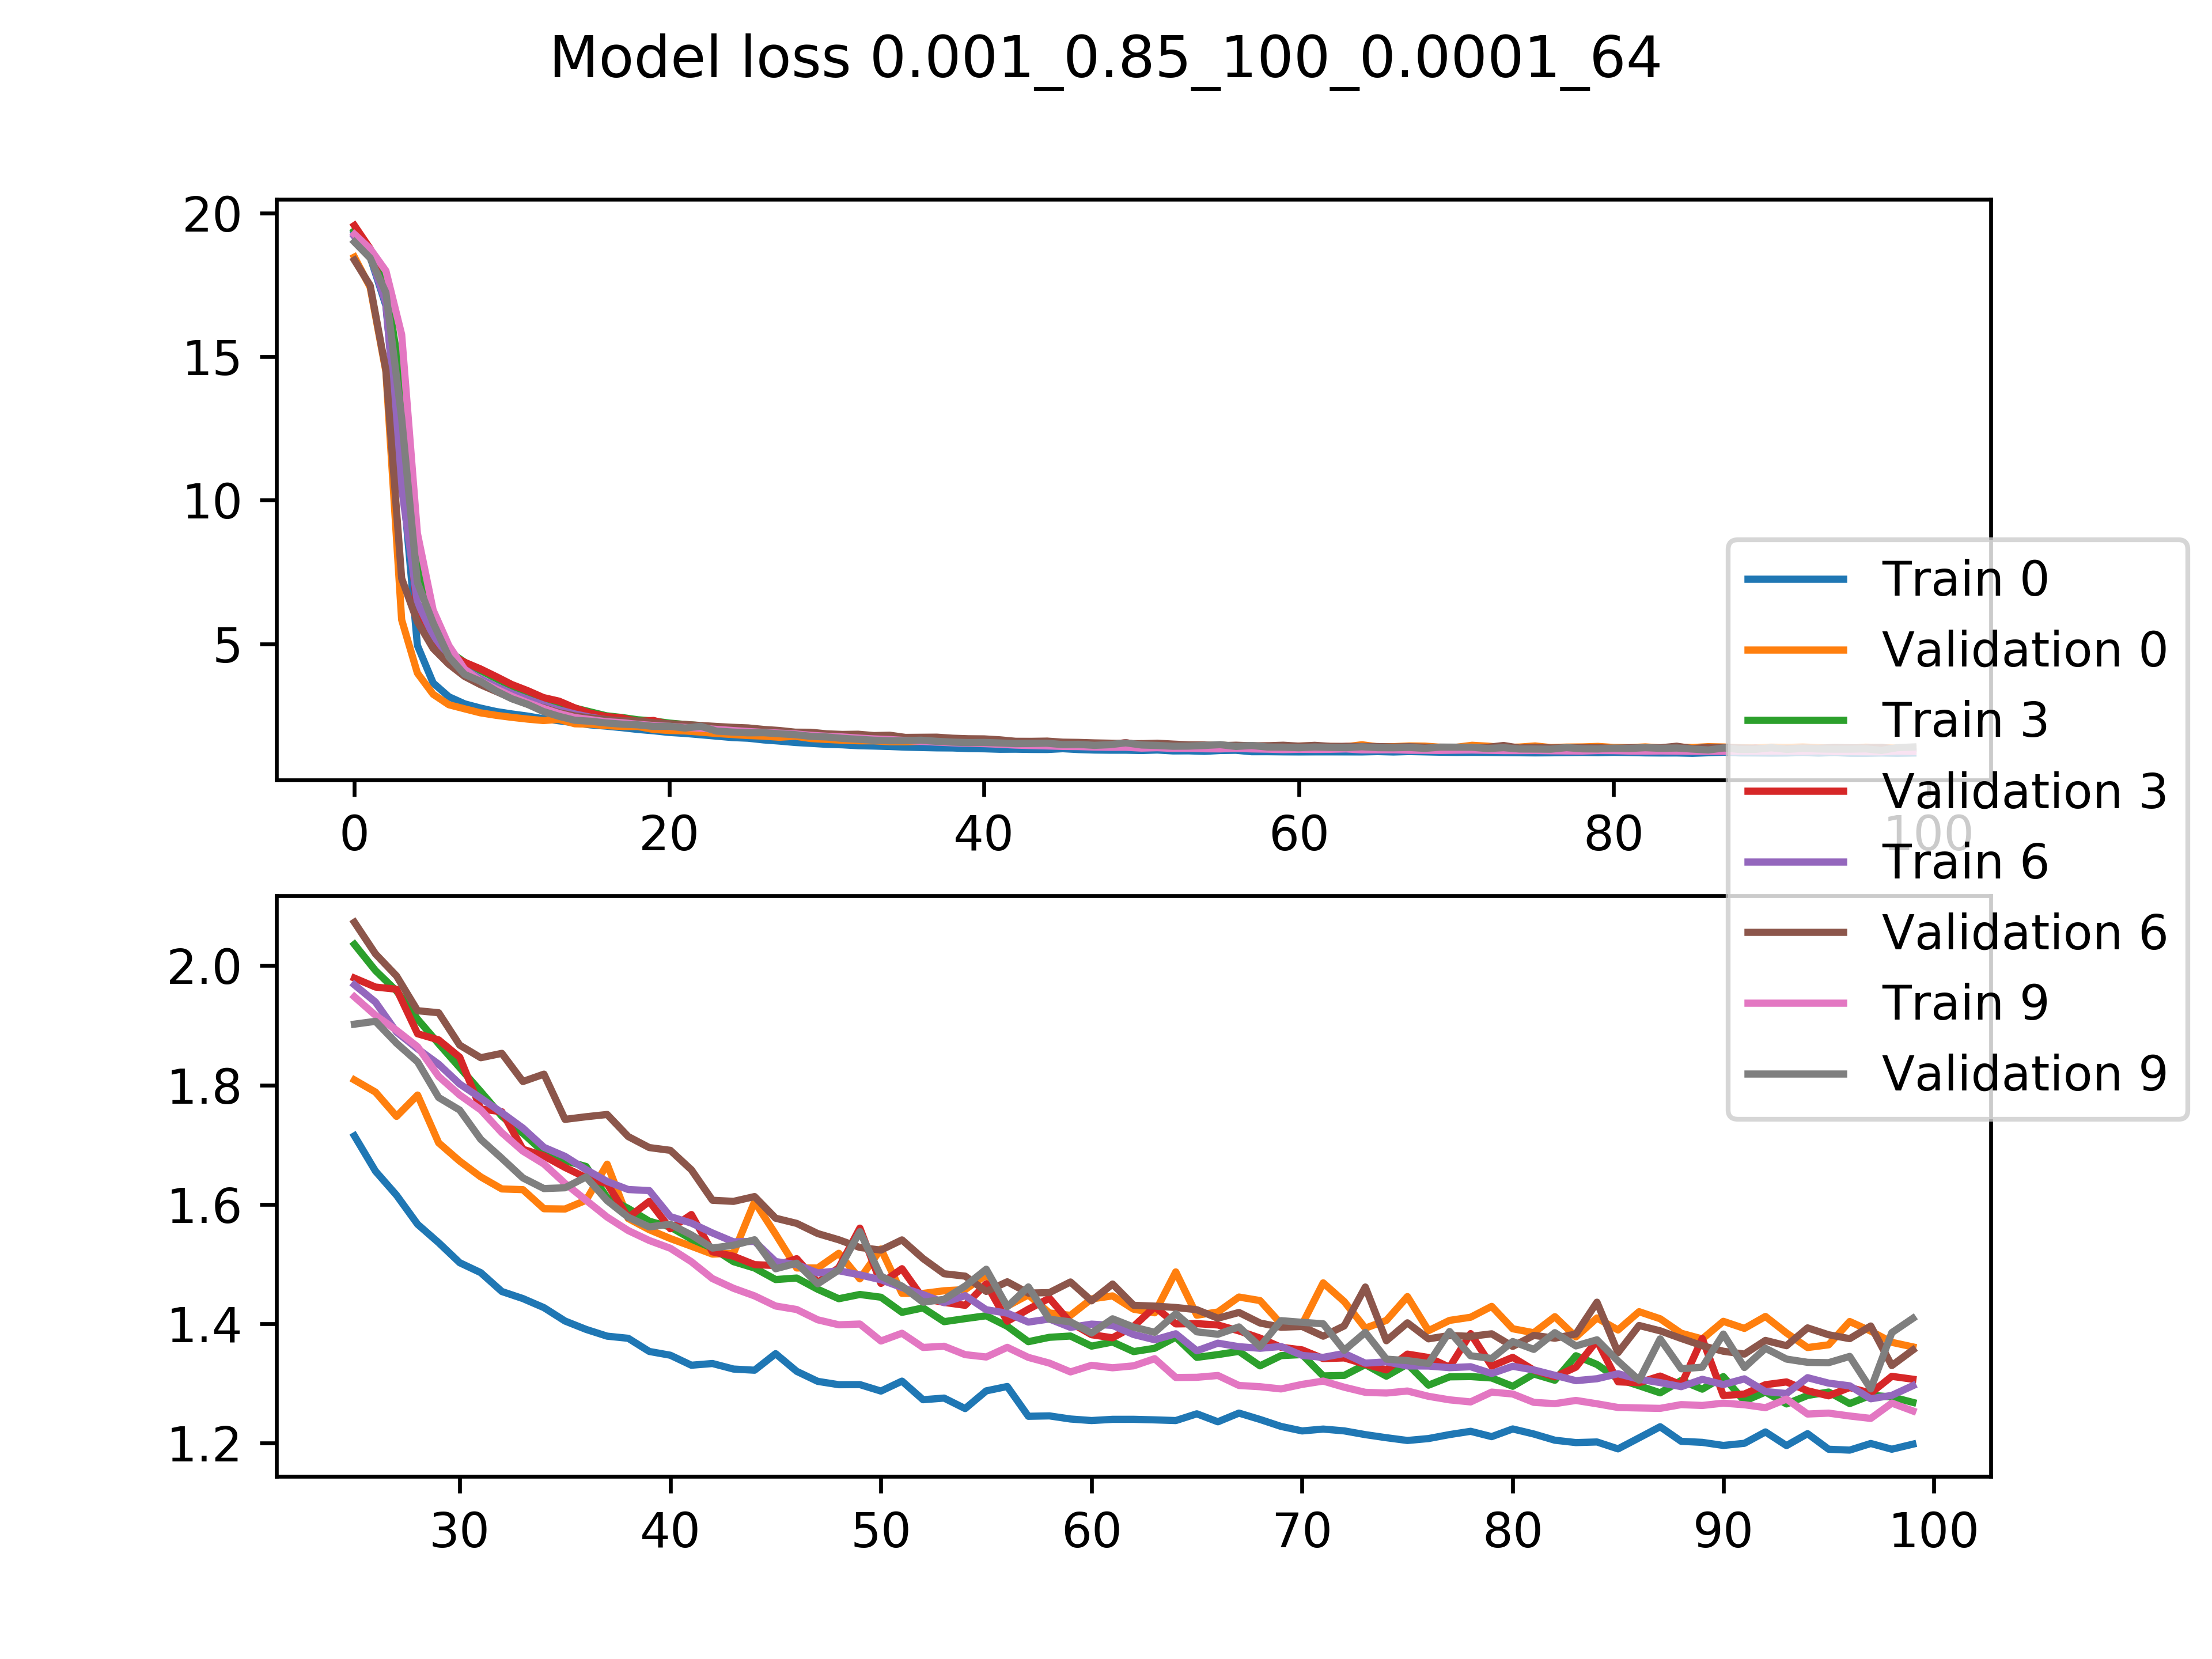 Model loss 0.001_0.85_100_0.0001_64
20
15
10
5
0 20 40 60 80 100
Train 0
Validation 0
Train 3
Validation 3
Train 6
Validation 6
Train 9
Validation 9
2.0
1.8
1.6
1.4
1.2
30 40 50 60 70 80 90 100